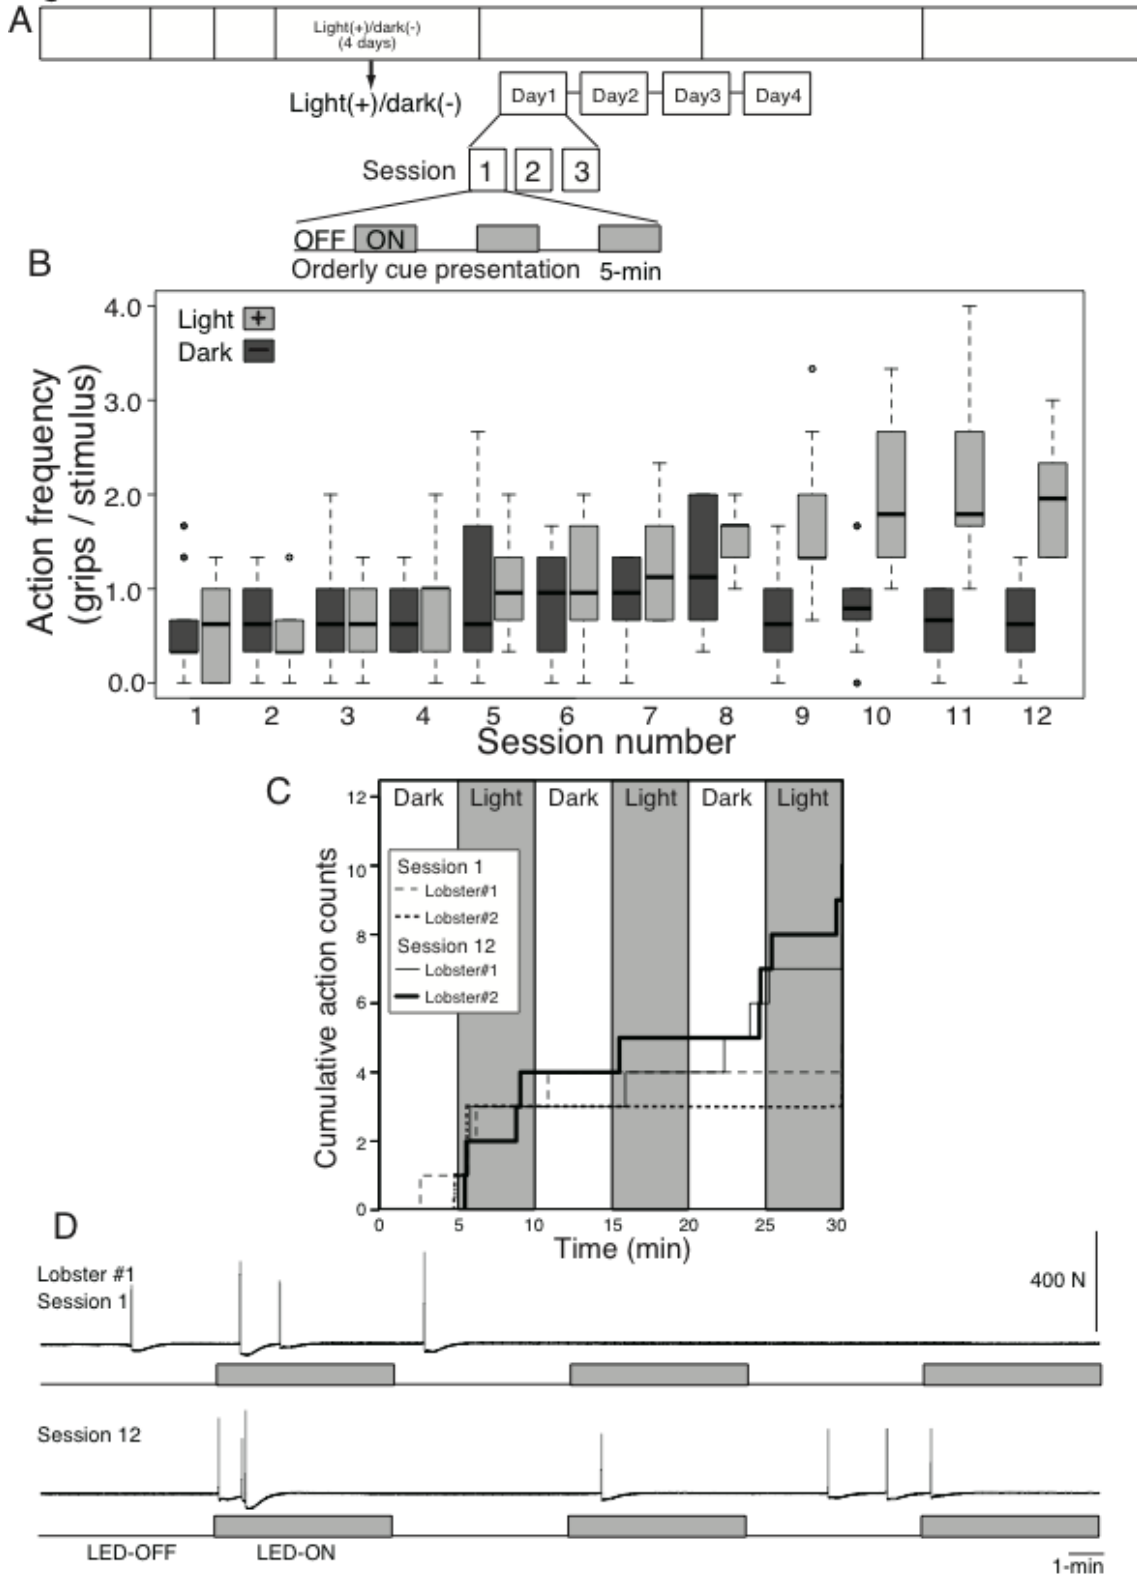 A
Light(+)/dark(-)
(4 days)
Light(+)/dark(-)
Day1 Day2 Day3 Day4
Session 1 2 3
OFF ON
Orderly cue presentation 5-min
B
Light +
Dark
Action frequency
(grips / stimulus)
4.0
3.0
2.0
1.0
0.0
1 2 3 4 5 6 7 8 9 10 11 12
Session number
C
Dark Light Dark Light Dark Light
Cumulative action counts
12
10
8
6
4
2
0
Session 1
Lobster#1
Lobster#2
Session 12
Lobster#1
Lobster#2
0 5 10 15 20 25 30
Time (min)
D
Lobster #1
Session 1
400 N
Session 12
LED-OFF LED-ON
1-min